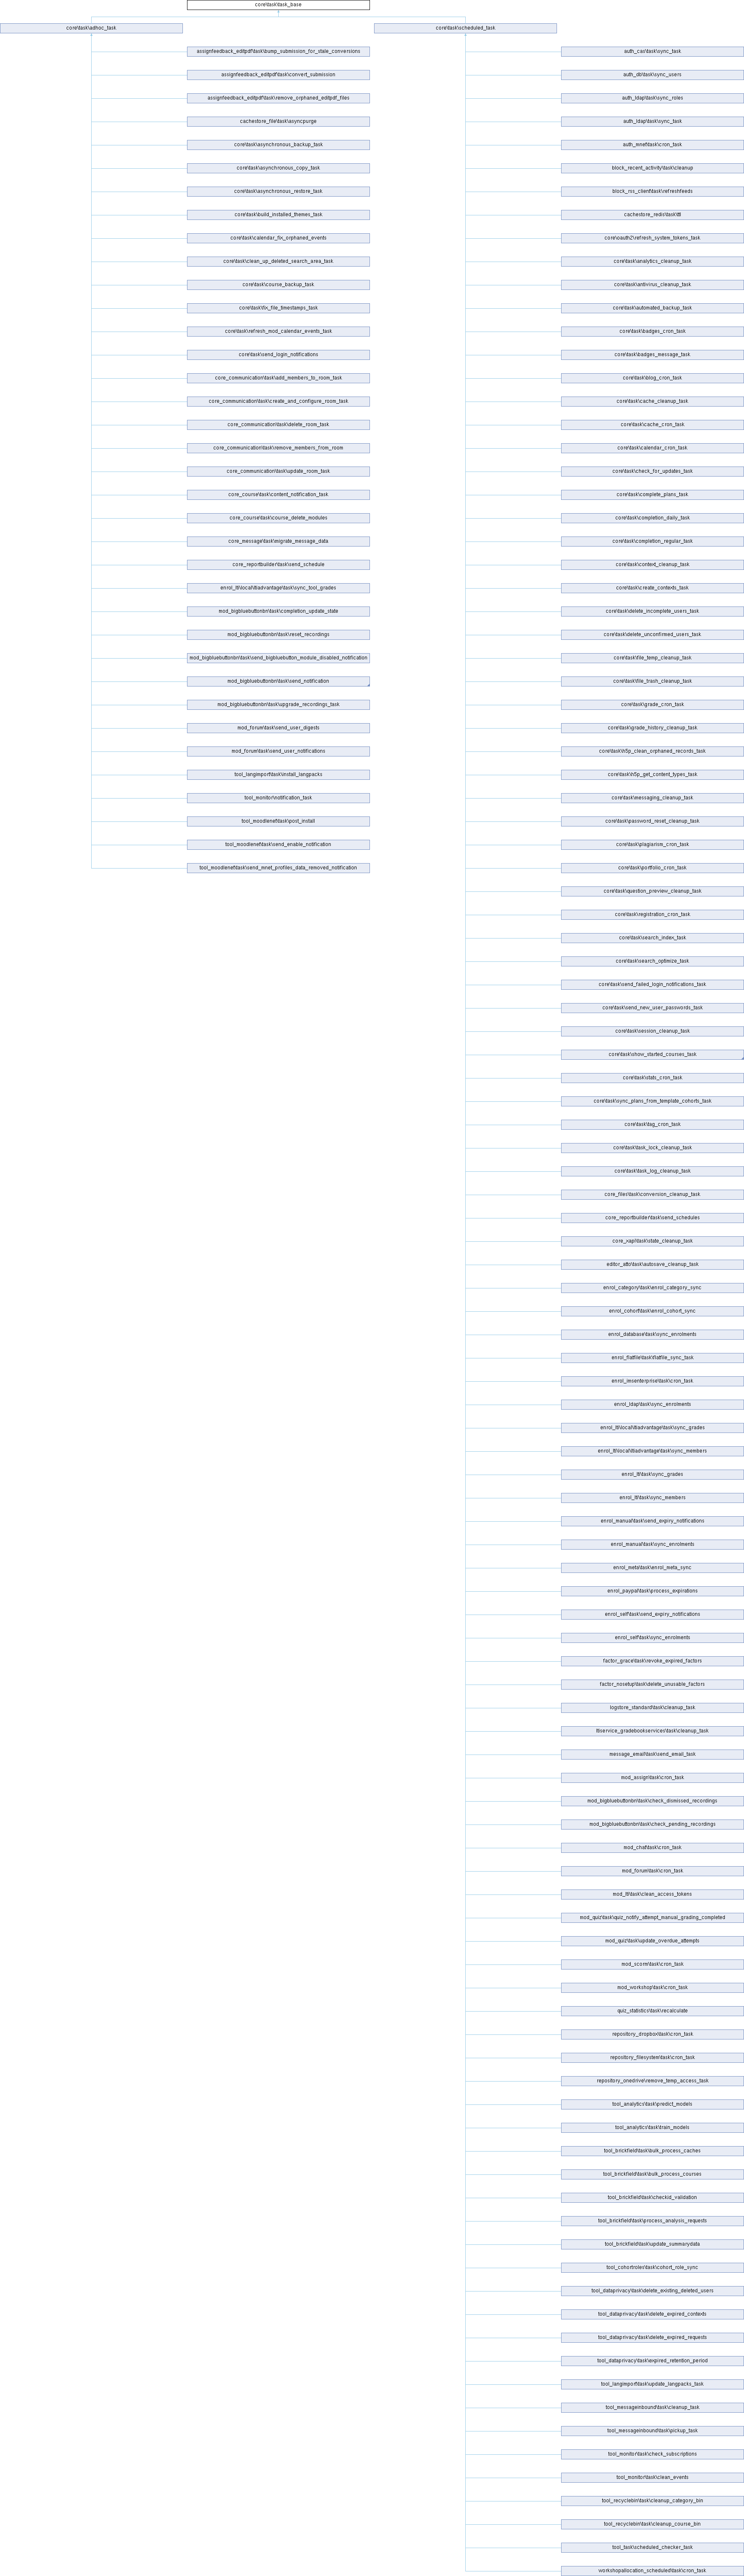 core\task\task_base
core\task\adhoc_task
core\task\scheduled_task
assignfeedback_editpdf\task\bump_submission_for_stale_conversions
assignfeedback_editpdf\task\convert_submission
assignfeedback_editpdf\task\remove_orphaned_editpdf_files
cachestore_file\task\asyncpurge
core\task\asynchronous_backup_task
core\task\asynchronous_copy_task
core\task\asynchronous_restore_task
core\task\build_installed_themes_task
core\task\calendar_fix_orphaned_events
core\task\clean_up_deleted_search_area_task
core\task\course_backup_task
core\task\fix_file_timestamps_task
core\task\refresh_mod_calendar_events_task
core\task\send_login_notifications
core_communication\task\add_members_to_room_task
core_communication\task\create_and_configure_room_task
core_communication\task\delete_room_task
core_communication\task\remove_members_from_room
core_communication\task\update_room_task
core_course\task\content_notification_task
core_course\task\course_delete_modules
core_message\task\migrate_message_data
core_reportbuilder\task\send_schedule
enrol_lti\local\ltiadvantage\task\sync_tool_grades
mod_bigbluebuttonbn\task\completion_update_state
mod_bigbluebuttonbn\task\reset_recordings
mod_bigbluebuttonbn\task\send_bigbluebutton_module_disabled_notification
mod_bigbluebuttonbn\task\send_notification
mod_bigbluebuttonbn\task\upgrade_recordings_task
mod_forum\task\send_user_digests
mod_forum\task\send_user_notifications
tool_langimport\task\install_langpacks
tool_monitor\notification_task
tool_moodlenet\task\post_install
tool_moodlenet\task\send_enable_notification
tool_moodlenet\task\send_mnet_profiles_data_removed_notification
auth_cas\task\sync_task
auth_db\task\sync_users
auth_ldap\task\sync_roles
auth_ldap\task\sync_task
auth_mnet\task\cron_task
block_recent_activity\task\cleanup
block_rss_client\task\refreshfeeds
cachestore_redis\task\ttl
core\oauth2\refresh_system_tokens_task
core\task\analytics_cleanup_task
core\task\antivirus_cleanup_task
core\task\automated_backup_task
core\task\badges_cron_task
core\task\badges_message_task
core\task\blog_cron_task
core\task\cache_cleanup_task
core\task\cache_cron_task
core\task\calendar_cron_task
core\task\check_for_updates_task
core\task\complete_plans_task
core\task\completion_daily_task
core\task\completion_regular_task
core\task\context_cleanup_task
core\task\create_contexts_task
core\task\delete_incomplete_users_task
core\task\delete_unconfirmed_users_task
core\task\file_temp_cleanup_task
core\task\file_trash_cleanup_task
core\task\grade_cron_task
core\task\grade_history_cleanup_task
core\task\h5p_clean_orphaned_records_task
core\task\h5p_get_content_types_task
core\task\messaging_cleanup_task
core\task\password_reset_cleanup_task
core\task\plagiarism_cron_task
core\task\portfolio_cron_task
core\task\question_preview_cleanup_task
core\task\registration_cron_task
core\task\search_index_task
core\task\search_optimize_task
core\task\send_failed_login_notifications_task
core\task\send_new_user_passwords_task
core\task\session_cleanup_task
core\task\show_started_courses_task
core\task\stats_cron_task
core\task\sync_plans_from_template_cohorts_task
core\task\tag_cron_task
core\task\task_lock_cleanup_task
core\task\task_log_cleanup_task
core_files\task\conversion_cleanup_task
core_reportbuilder\task\send_schedules
core_xapi\task\state_cleanup_task
editor_atto\task\autosave_cleanup_task
enrol_category\task\enrol_category_sync
enrol_cohort\task\enrol_cohort_sync
enrol_database\task\sync_enrolments
enrol_flatfile\task\flatfile_sync_task
enrol_imsenterprise\task\cron_task
enrol_ldap\task\sync_enrolments
enrol_lti\local\ltiadvantage\task\sync_grades
enrol_lti\local\ltiadvantage\task\sync_members
enrol_lti\task\sync_grades
enrol_lti\task\sync_members
enrol_manual\task\send_expiry_notifications
enrol_manual\task\sync_enrolments
enrol_meta\task\enrol_meta_sync
enrol_paypal\task\process_expirations
enrol_self\task\send_expiry_notifications
enrol_self\task\sync_enrolments
factor_grace\task\revoke_expired_factors
factor_nosetup\task\delete_unusable_factors
logstore_standard\task\cleanup_task
ltiservice_gradebookservices\task\cleanup_task
message_email\task\send_email_task
mod_assign\task\cron_task
mod_bigbluebuttonbn\task\check_dismissed_recordings
mod_bigbluebuttonbn\task\check_pending_recordings
mod_chat\task\cron_task
mod_forum\task\cron_task
mod_lti\task\clean_access_tokens
mod_quiz\task\quiz_notify_attempt_manual_grading_completed
mod_quiz\task\update_overdue_attempts
mod_scorm\task\cron_task
mod_workshop\task\cron_task
quiz_statistics\task\recalculate
repository_dropbox\task\cron_task
repository_filesystem\task\cron_task
repository_onedrive\remove_temp_access_task
tool_analytics\task\predict_models
tool_analytics\task\train_models
tool_brickfield\task\bulk_process_caches
tool_brickfield\task\bulk_process_courses
tool_brickfield\task\checkid_validation
tool_brickfield\task\process_analysis_requests
tool_brickfield\task\update_summarydata
tool_cohortroles\task\cohort_role_sync
tool_dataprivacy\task\delete_existing_deleted_users
tool_dataprivacy\task\delete_expired_contexts
tool_dataprivacy\task\delete_expired_requests
tool_dataprivacy\task\expired_retention_period
tool_langimport\task\update_langpacks_task
tool_messageinbound\task\cleanup_task
tool_messageinbound\task\pickup_task
tool_monitor\task\check_subscriptions
tool_monitor\task\clean_events
tool_recyclebin\task\cleanup_category_bin
tool_recyclebin\task\cleanup_course_bin
tool_task\scheduled_checker_task
workshopallocation_scheduled\task\cron_task